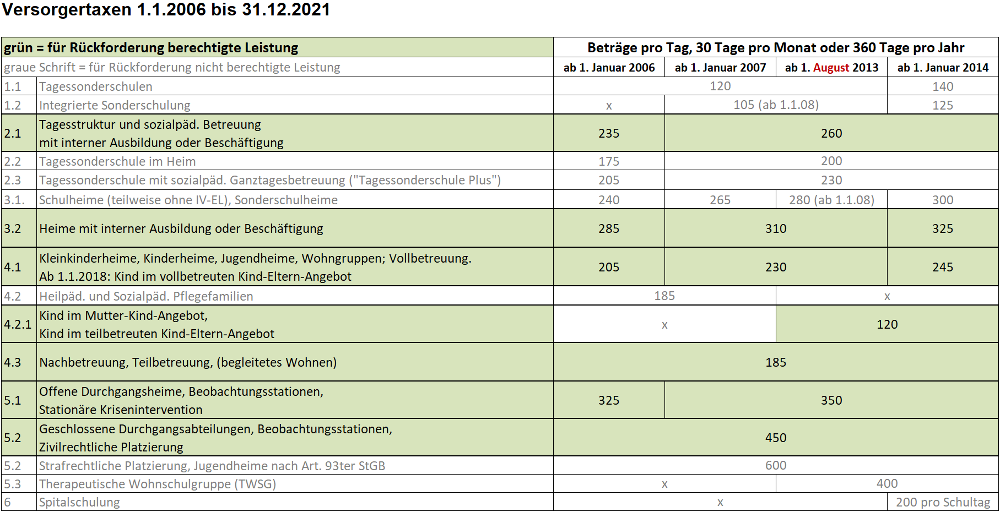 Versorgertaxen 1.1.2006 bis 31.12.2021
grün = für Rückforderung berechtigte Leistung Beträge pro Tag, 30 Tage pro Monat oder 360 Tage pro Jahr
graue Schrift = für Rückforderung nicht berechtigte Leistung ab 1. Januar 2006 ab 1. Januar 2007 ab 1. August 2013 ab 1. Januar 2014
1.1 Tagessonderschulen 120 140
1.2 Integrierte Sonderschulung x 105 (ab 1.1.08) 125
2.1 Tagesstruktur und sozialpäd. Betreuung
mit interner Ausbildung oder Beschäftigung 235 260
2.2 Tagessonderschule im Heim 175 200
2.3 Tagessonderschule mit sozialpäd. Ganztagesbetreuung ("Tagessonderschule Plus") 205 230
3.1. Schulheime (teilweise ohne IV-EL), Sonderschulheime 240 265 280 (ab 1.1.08) 300
3.2 Heime mit interner Ausbildung oder Beschäftigung 285 310 325
4.1 Kleinkinderheime, Kinderheime, Jugendheime, Wohngruppen; Vollbetreuung.
Ab 1.1.2018: Kind im vollbetreuten Kind-Eltern-Angebot 205 230 245
4.2 Heilpäd. und Sozialpäd. Pflegefamilien 185 x
4.2.1 Kind im Mutter-Kind-Angebot,
Kind im teilbetreuten Kind-Eltern-Angebot x 120
4.3 Nachbetreuung, Teilbetreuung, (begleitetes Wohnen) 185
5.1 Offene Durchgangsheime, Beobachtungsstationen,
Stationäre Krisenintervention 325 350
5.2 Geschlossene Durchgangsabteilungen, Beobachtungsstationen,
Zivilrechtliche Platzierung 450
5.2 Strafrechtliche Platzierung, Jugendheime nach Art. 93ter StGB 600
5.3 Therapeutische Wohnschulgruppe (TWSG) x 400
6 Spitalschulung x 200 pro Schultag